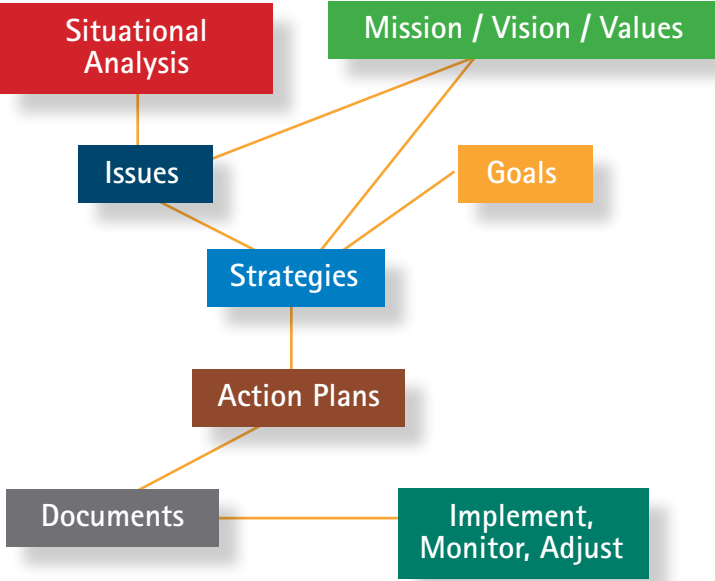 Situational
Analysis
Mission / Vision / Values
Issues
Goals
Strategies
Action Plans
Documents
Implement,
Monitor, Adjust